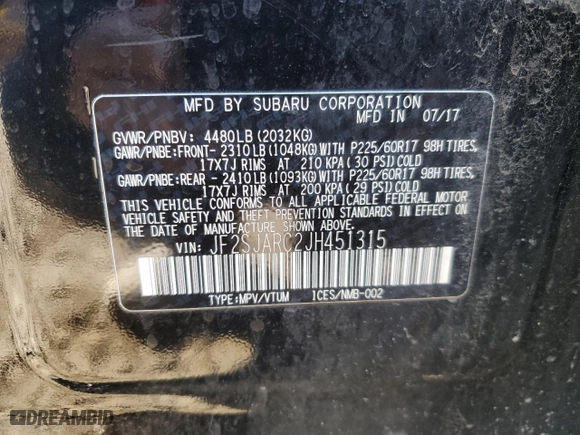 MFD BY SUBARU CORPORATION
MFD IN 07/17
GVWR/PNBV: 4480LB(2032KG)
GAWR/PNBE:FRONT-2310LB(1048KG)WITH P225/60R17 98H TIRES,
17X7J RIMS AT 210 KPA(30 PSI)COLD
GAWR/PNBE:REAR -2410LB(1093KG)WITH P225/60R17 98H TIRES,
17X7J RIMS AT 200 KPA(29 PSI)COLD
THIS VEHICLE CONFORMS TO ALL APPLICABLE FEDERAL MOTOR
VEHICLE SAFETY AND THEFT PREVENTION STANDARDS IN EFFECT ON
THE DATE OF MANUFACTURE SHOWN ABOVE.
VIN: JF2SJARC2JH451315
TYPE:MPV/VTUM ICES/NMB-002
DREAMBID